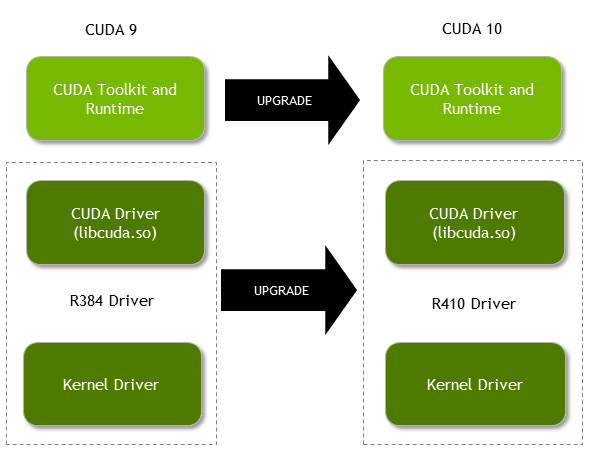 CUDA 9
CUDA 10
CUDA Toolkit and
Runtime
UPGRADE
CUDA Toolkit and
Runtime
CUDA Driver
(libcuda.so)
CUDA Driver
(libcuda.so)
R384 Driver
UPGRADE
R410 Driver
Kernel Driver
Kernel Driver